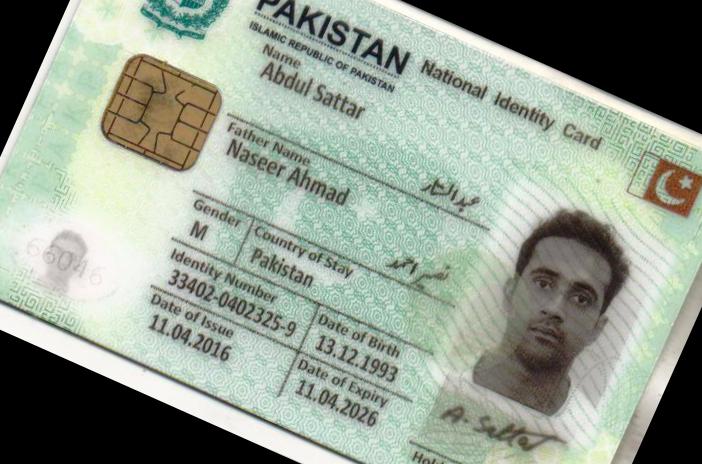 PAKISTAN National Identity Card
ISLAMIC REPUBLIC OF PAKISTAN
Name
Abdul Sattar
عبدالستار
Father Name
Naseer Ahmad
نصیر احمد
Gender
M
Country of Stay
Pakistan
Identity Number
33402-0402325-9
Date of Birth
13.12.1993
Date of Issue
11.04.2016
Date of Expiry
11.04.2026
66046
A. Sattar